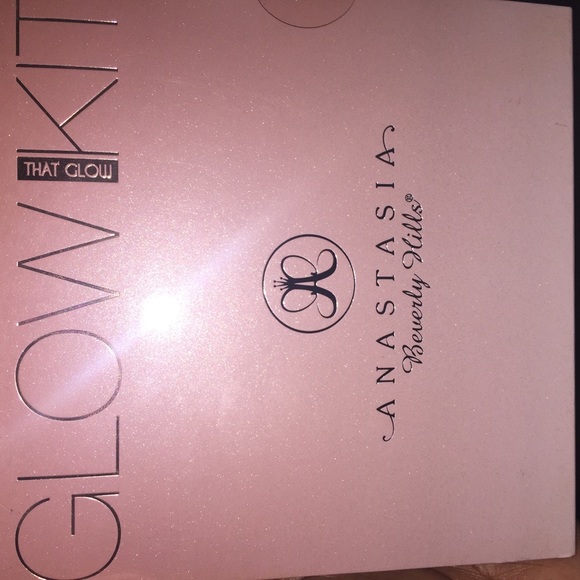 GLOW KIT
THAT GLOW
ANASTASIA
Beverly Hills®